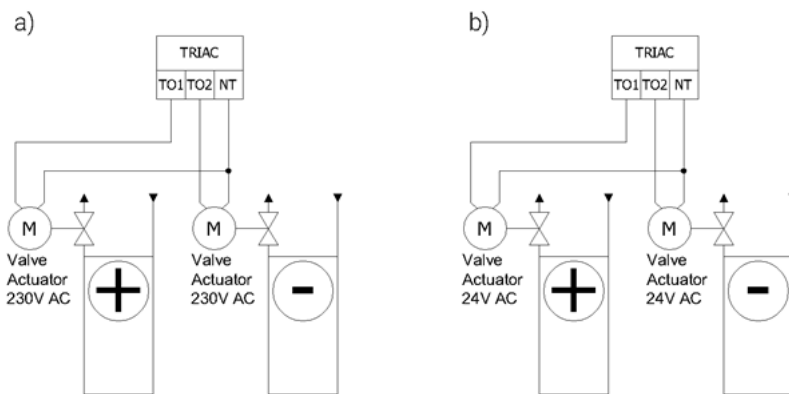 a)
TRIAC
TO1 TO2 NT
M
Valve
Actuator
230V AC
+
M
Valve
Actuator
230V AC
-
b)
TRIAC
TO1 TO2 NT
M
Valve
Actuator
24V AC
+
M
Valve
Actuator
24V AC
-